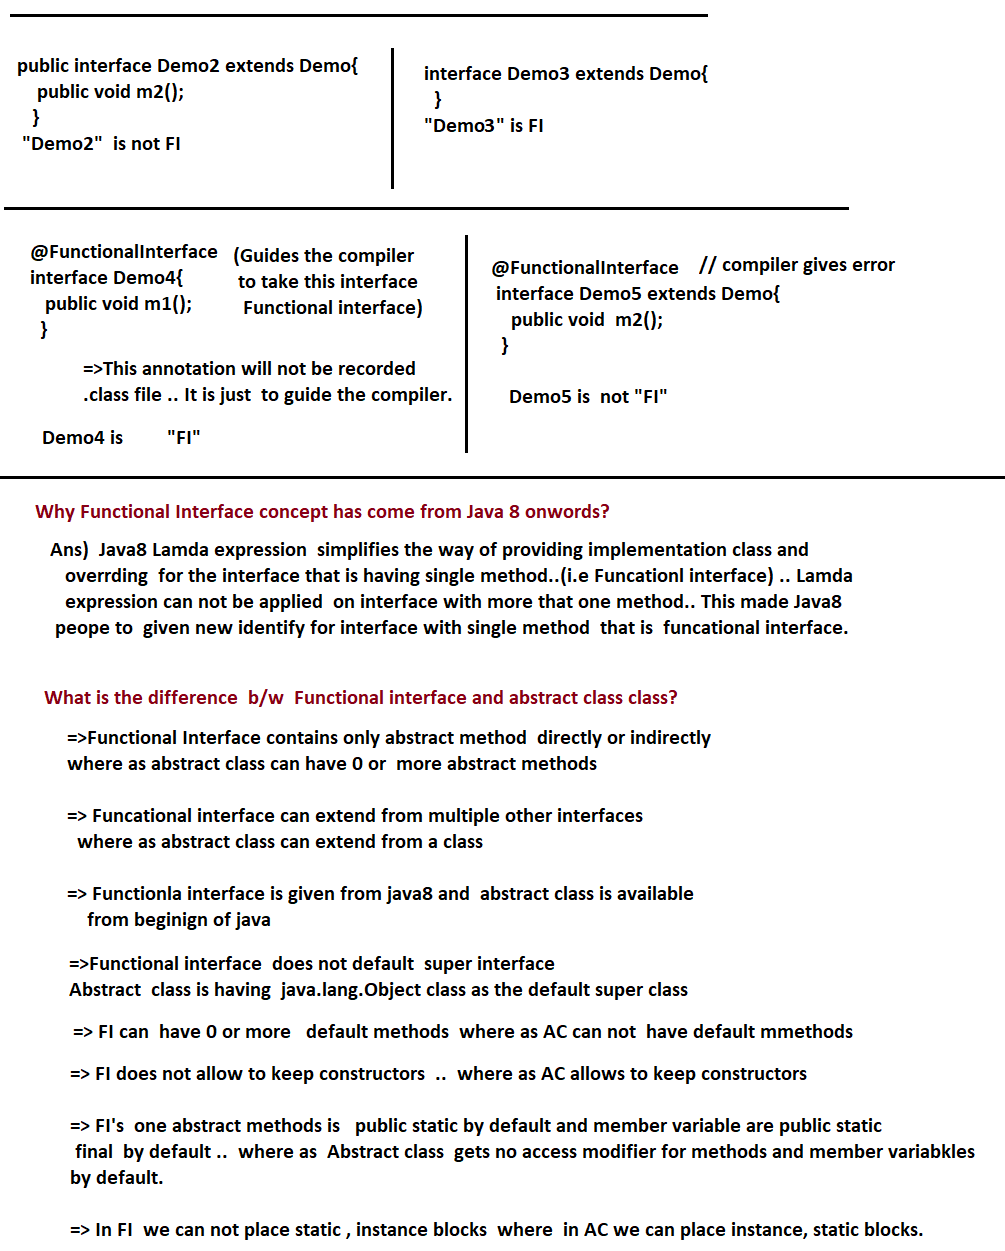 public interface Demo2 extends Demo{
public void m2();
}
"Demo2" is not FI
interface Demo3 extends Demo{
}
"Demo3" is FI
@FunctionalInterface
interface Demo4{
public void m1();
}
(Guides the compiler
to take this interface
Functional interface)
=>This annotation will not be recorded
.class file .. It is just to guide the compiler.
Demo4 is "FI"
@FunctionalInterface // compiler gives error
interface Demo5 extends Demo{
public void m2();
}
Demo5 is not "FI"
Why Functional Interface concept has come from Java 8 onwords?
Ans) Java8 Lamda expression simplifies the way of providing implementation class and
overrding for the interface that is having single method..(i.e Funcationl interface) .. Lamda
expression can not be applied on interface with more that one method.. This made Java8
peope to given new identify for interface with single method that is funcational interface.
What is the difference b/w Functional interface and abstract class class?
=>Functional Interface contains only abstract method directly or indirectly
where as abstract class can have 0 or more abstract methods
=> Funcational interface can extend from multiple other interfaces
where as abstract class can extend from a class
=> Functionla interface is given from java8 and abstract class is available
from beginign of java
=>Functional interface does not default super interface
Abstract class is having java.lang.Object class as the default super class
=> FI can have 0 or more default methods where as AC can not have default mmethods
=> FI does not allow to keep constructors .. where as AC allows to keep constructors
=> FI's one abstract methods is public static by default and member variable are public static
final by default .. where as Abstract class gets no access modifier for methods and member variabkles
by default.
=> In FI we can not place static , instance blocks where in AC we can place instance, static blocks.